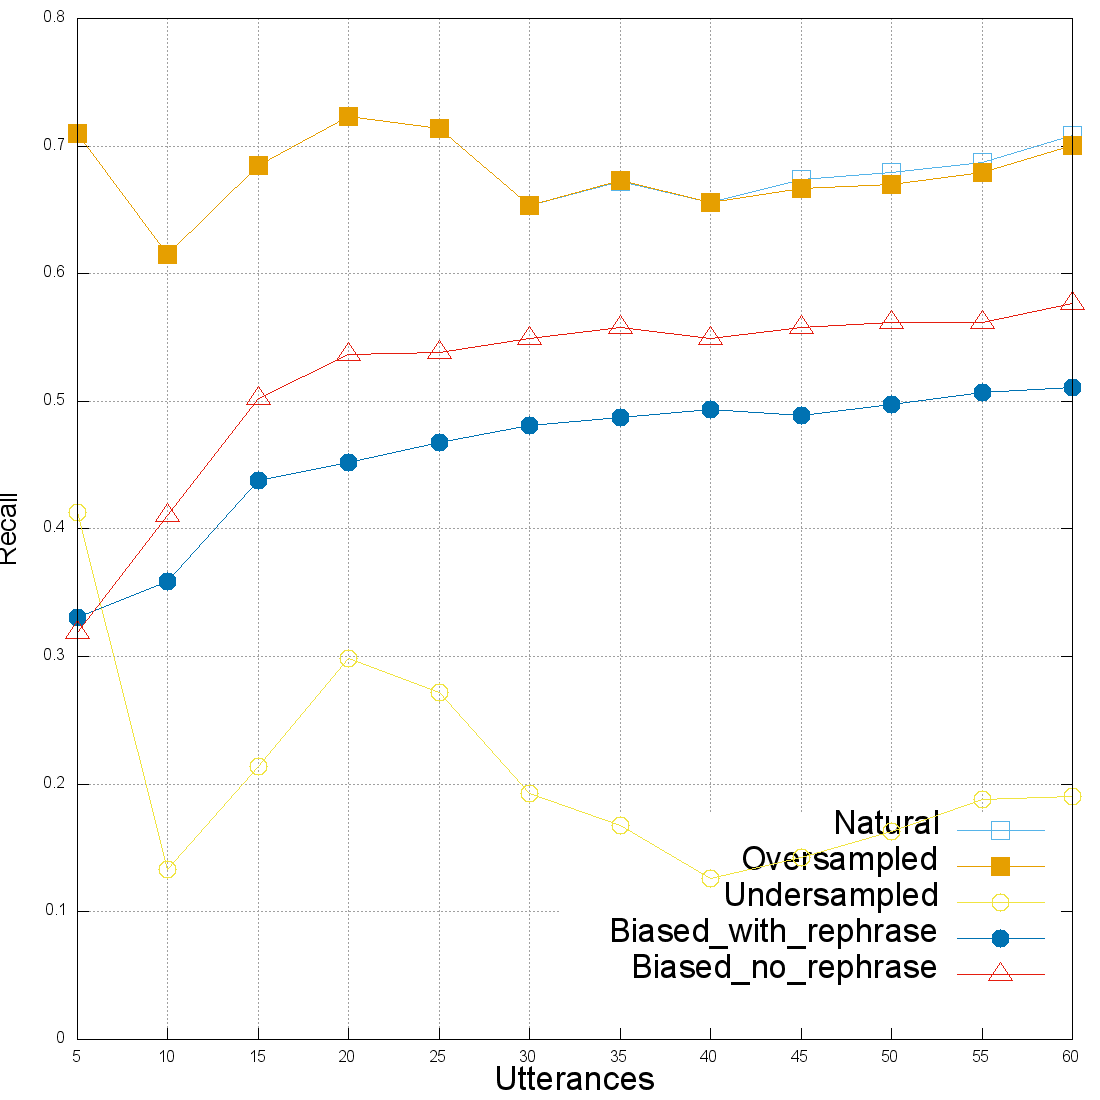 0.8
0.7
0.6
0.5
0.4
0.3
0.2
0.1
0
Recall
Natural
Oversampled
Undersampled
Biased_with_rephrase
Biased_no_rephrase
5 10 15 20 25 30 35 40 45 50 55 60
Utterances